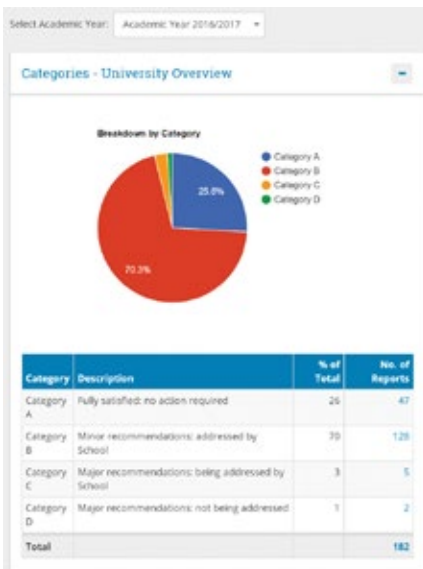 Select Academic Year: Academic Year 2016/2017
Categories - University Overview
Breakdown by Category
Category A
Category B
Category C
Category D
25.8%
70.3%
Category Description % of Total No. of Reports
Category A Fully satisfied: no action required 26 47
Category B Minor recommendations: addressed by School 70 128
Category C Major recommendations: being addressed by School 3 5
Category D Major recommendations: not being addressed 1 2
Total 182